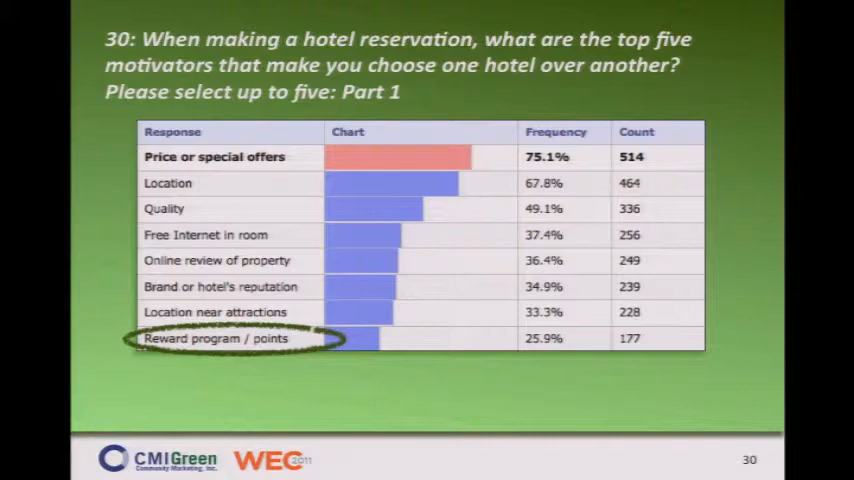 30: When making a hotel reservation, what are the top five
motivators that make you choose one hotel over another?
Please select up to five: Part 1
Response Chart Frequency Count
Price or special offers 75.1% 514
Location 67.8% 464
Quality 49.1% 336
Free Internet in room 37.4% 256
Online review of property 36.4% 249
Brand or hotel's reputation 34.9% 239
Location near attractions 33.3% 228
Reward program / points 25.9% 177
CMIGreen
Community Marketing, Inc.
WEC 2011
30